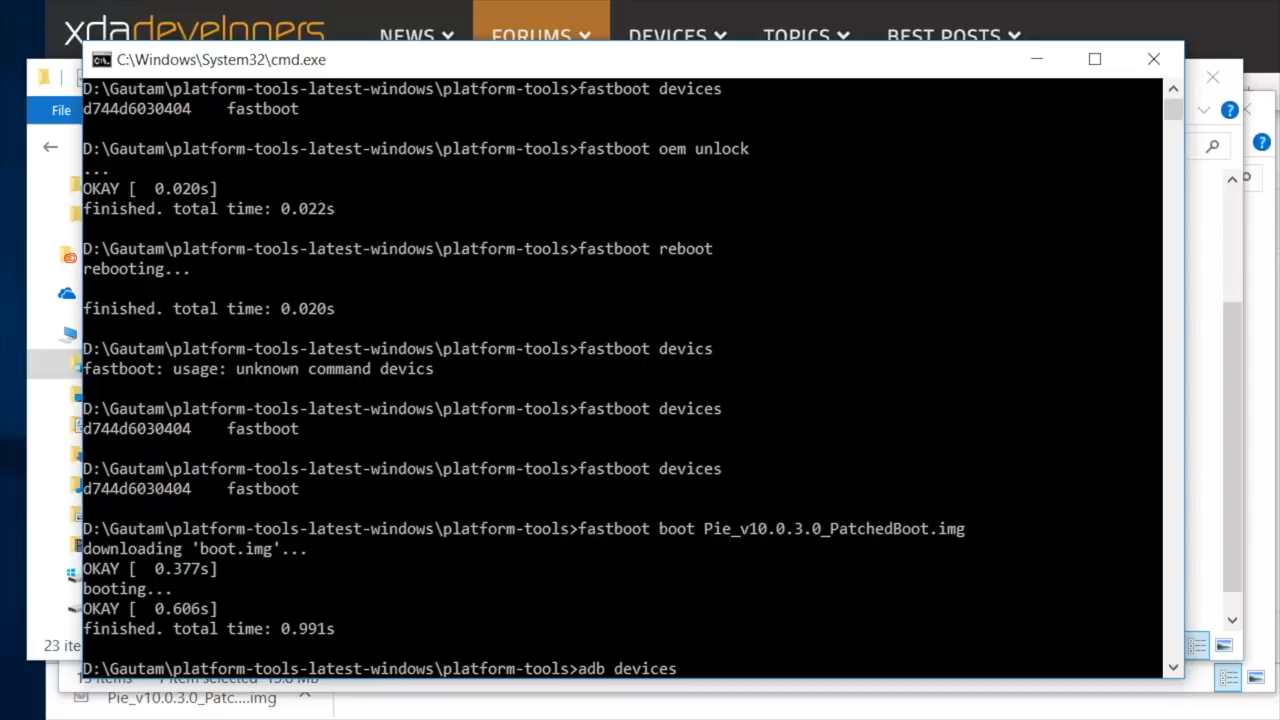 xdadevelopers NEWS FORUMS DEVICES TOPICS BEST POSTS
C:\Windows\System32\cmd.exe
File
D:\Gautam\platform-tools-latest-windows\platform-tools>fastboot devices
d744d6030404    fastboot
D:\Gautam\platform-tools-latest-windows\platform-tools>fastboot oem unlock
...
OKAY [  0.020s]
finished. total time: 0.022s
D:\Gautam\platform-tools-latest-windows\platform-tools>fastboot reboot
rebooting...
finished. total time: 0.020s
D:\Gautam\platform-tools-latest-windows\platform-tools>fastboot devics
fastboot: usage: unknown command devics
D:\Gautam\platform-tools-latest-windows\platform-tools>fastboot devices
d744d6030404    fastboot
D:\Gautam\platform-tools-latest-windows\platform-tools>fastboot devices
d744d6030404    fastboot
D:\Gautam\platform-tools-latest-windows\platform-tools>fastboot boot Pie_v10.0.3.0_PatchedBoot.img
downloading 'boot.img'...
OKAY [  0.377s]
booting...
OKAY [  0.606s]
finished. total time: 0.991s
D:\Gautam\platform-tools-latest-windows\platform-tools>adb devices
23 ite
Pie_v10.0.3.0_Patc....img